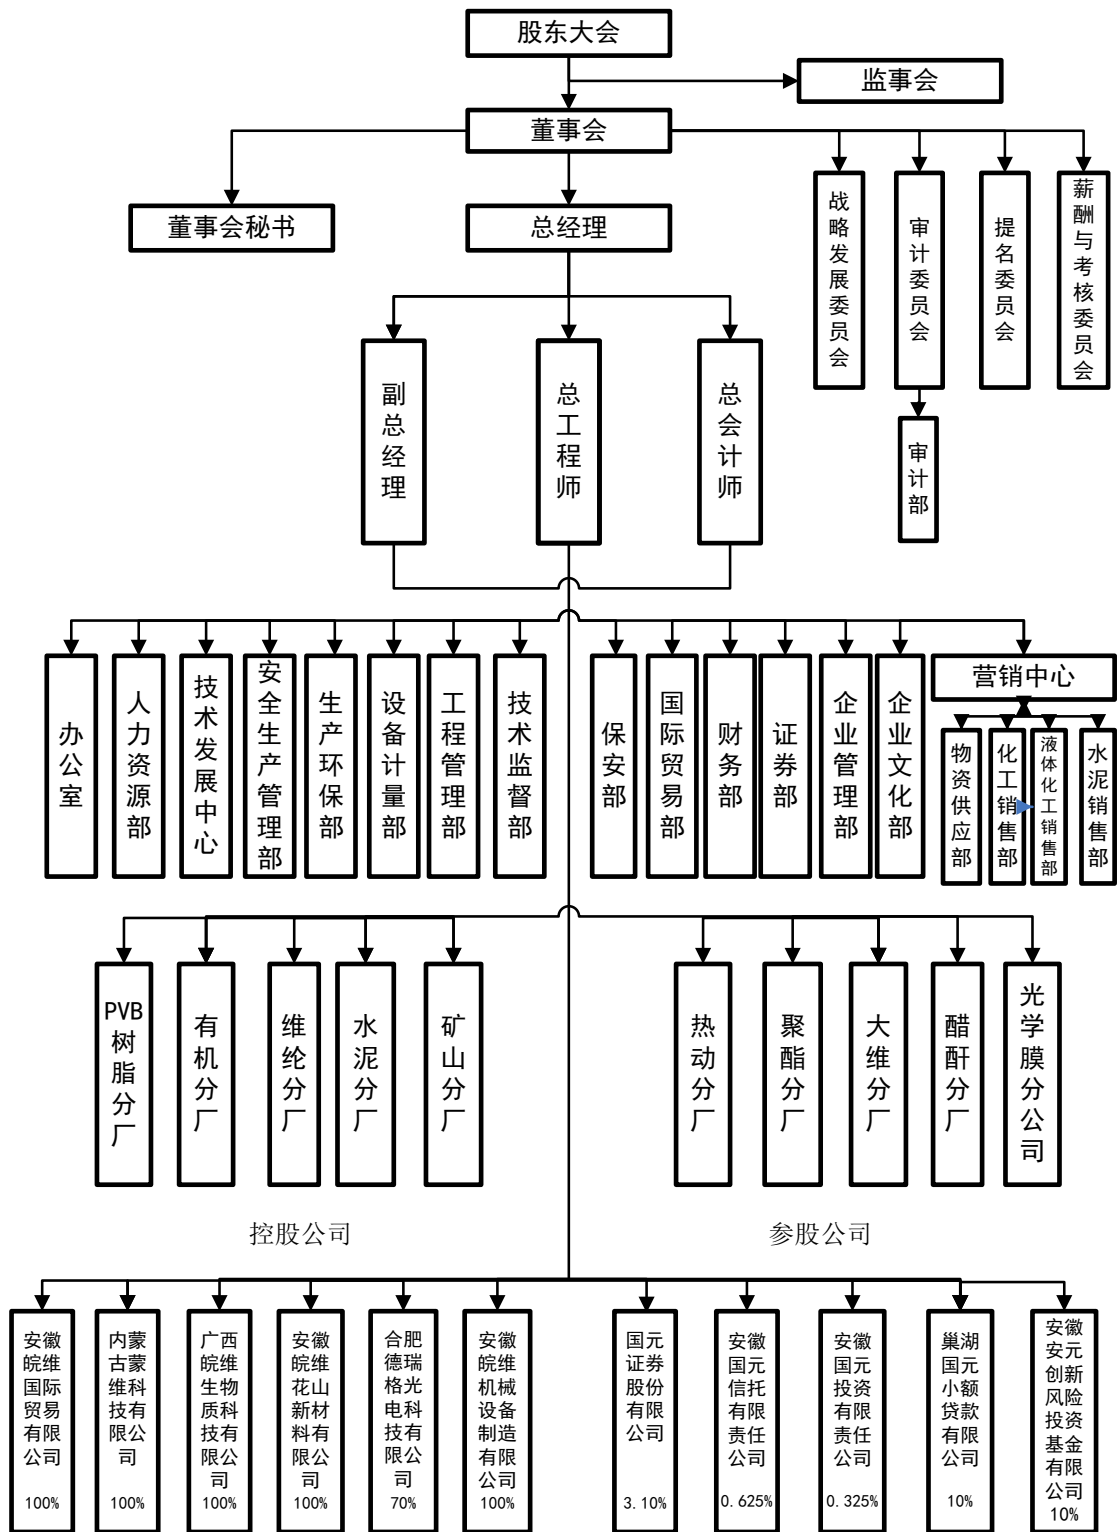 股东大会
监事会
董事会
董事会秘书
总经理
战略发展委员会
审计委员会
提名委员会
薪酬与考核委员会
副总经理
总工程师
总会计师
审计部
办公室
人力资源部
技术发展中心
安全生产管理部
生产环保部
设备计量部
工程管理部
技术监督部
保安部
国际贸易部
财务部
证券部
企业管理部
企业文化部
营销中心
物资供应部
化工销售部
液体化工销售部
水泥销售部
PVB树脂分厂
有机分厂
维纶分厂
水泥分厂
矿山分厂
热动分厂
聚酯分厂
大维分厂
醋酐分厂
光学膜分公司
控股公司
参股公司
安徽
皖维
国际
贸易
有限
公司
100%
内蒙
古蒙
维科
技有
限公
司
100%
广西
皖维
生物
质科
技有
限公
司
100%
安徽
皖维
花山
新材
料有
限公
司
100%
合肥
德瑞
格光
电科
技有
限公
司
70%
安徽
皖维
机械
设备
制造
有限
公司
100%
国元
证券
股份
有限
公司
3.10%
安徽
国元
信托
有限
责任
公司
0.625%
安徽
国元
投资
有限
责任
公司
0.325%
巢湖
国元
小额
贷款
有限
公司
10%
安徽
安元
创新
风险
投资
基金
有限
公司
10%